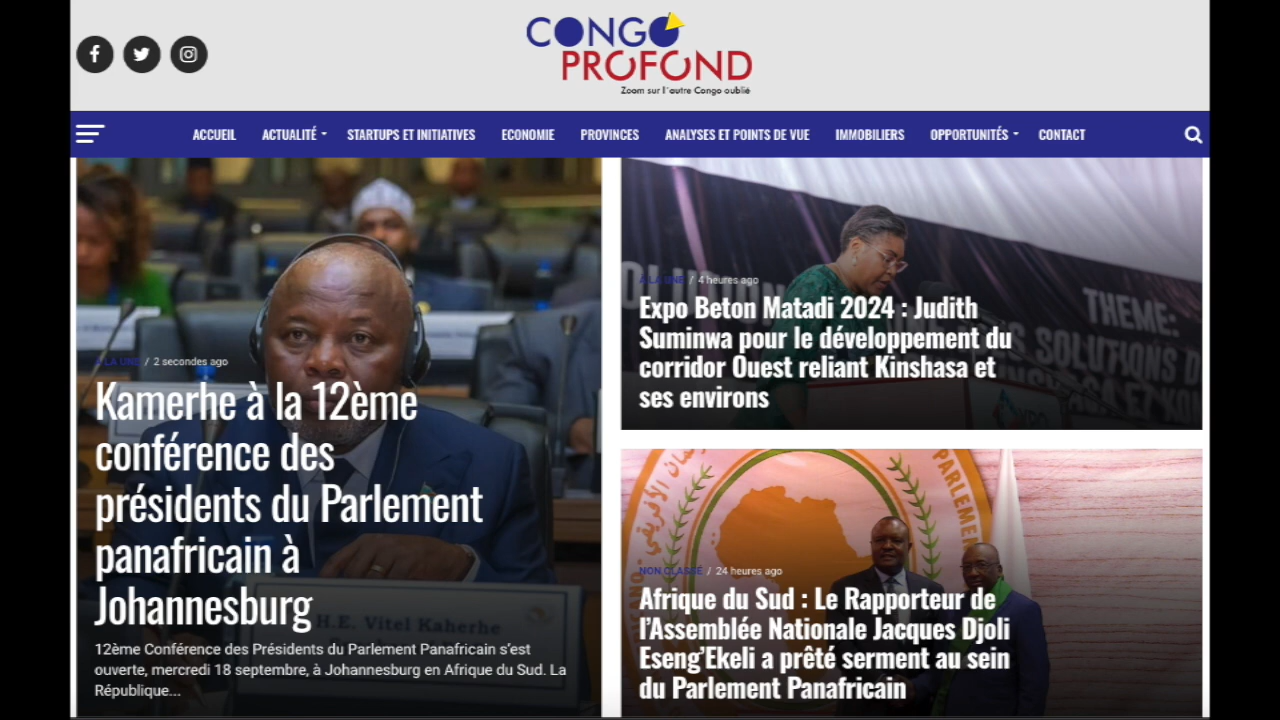 CONGO
PROFOND
Zoom sur l'autre Congo oublié
ACCUEIL ACTUALITÉ STARTUPS ET INITIATIVES ECONOMIE PROVINCES ANALYSES ET POINTS DE VUE IMMOBILIERS OPPORTUNITÉS CONTACT
A LA UNE / 2 secondes ago
Kamerhe à la 12ème
conférence des
présidents du Parlement
panafricain à
Johannesburg
H.E. Vitel Kaherhe
12ème Conférence des Présidents du Parlement Panafricain s'est
ouverte, mercredi 18 septembre, à Johannesburg en Afrique du Sud. La
République...
THEME:
SOLUTIONS D
A LA UNE / 4 heures ago
Expo Beton Matadi 2024 : Judith
Suminwa pour le développement du
corridor Ouest reliant Kinshasa et
ses environs
PARLEME
NON CLASSÉ / 24 heures ago
Afrique du Sud : Le Rapporteur de
l'Assemblée Nationale Jacques Djoli
Eseng'Ekeli a prêté serment au sein
du Parlement Panafricain